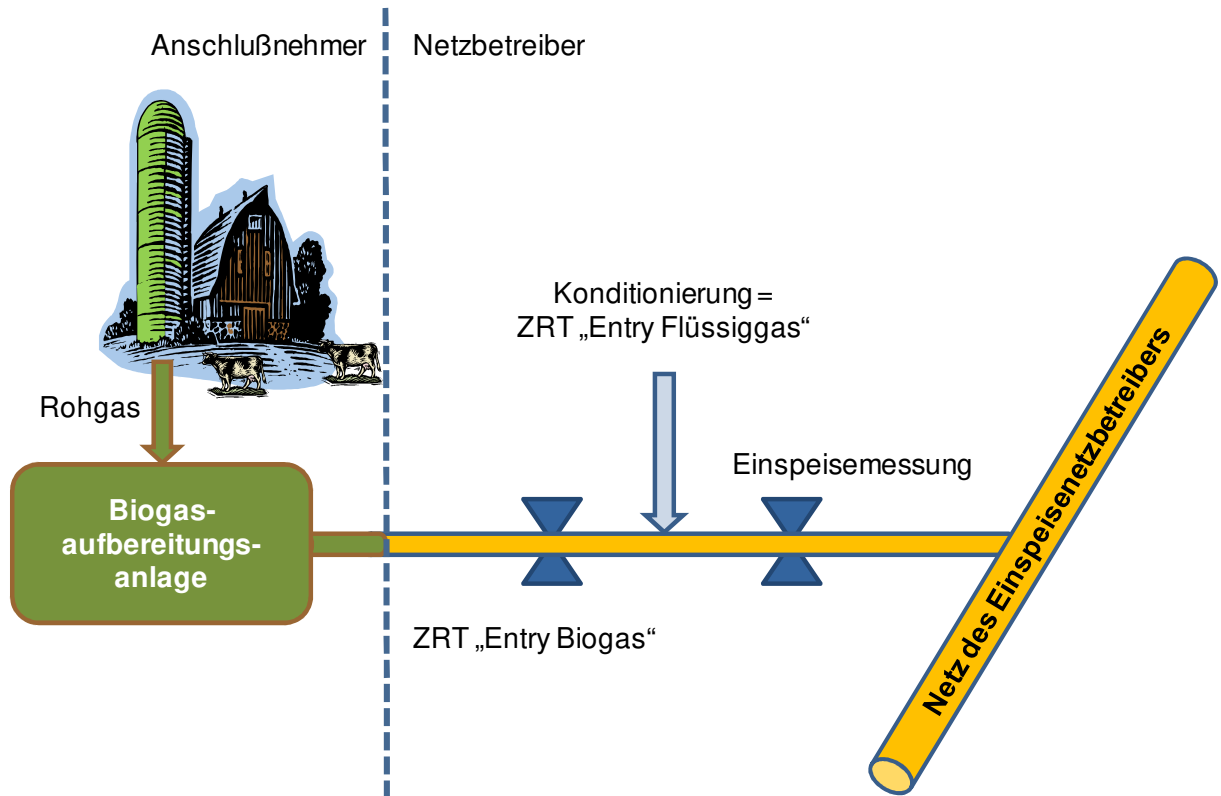 Anschlußnehmer
Netzbetreiber
Konditionierung =
ZRT „Entry Flüssiggas“
Rohgas
Einspeisemessung
Biogas-
aufbereitungs-
anlage
ZRT „Entry Biogas“
Netz des Einspeisenetzbetreibers